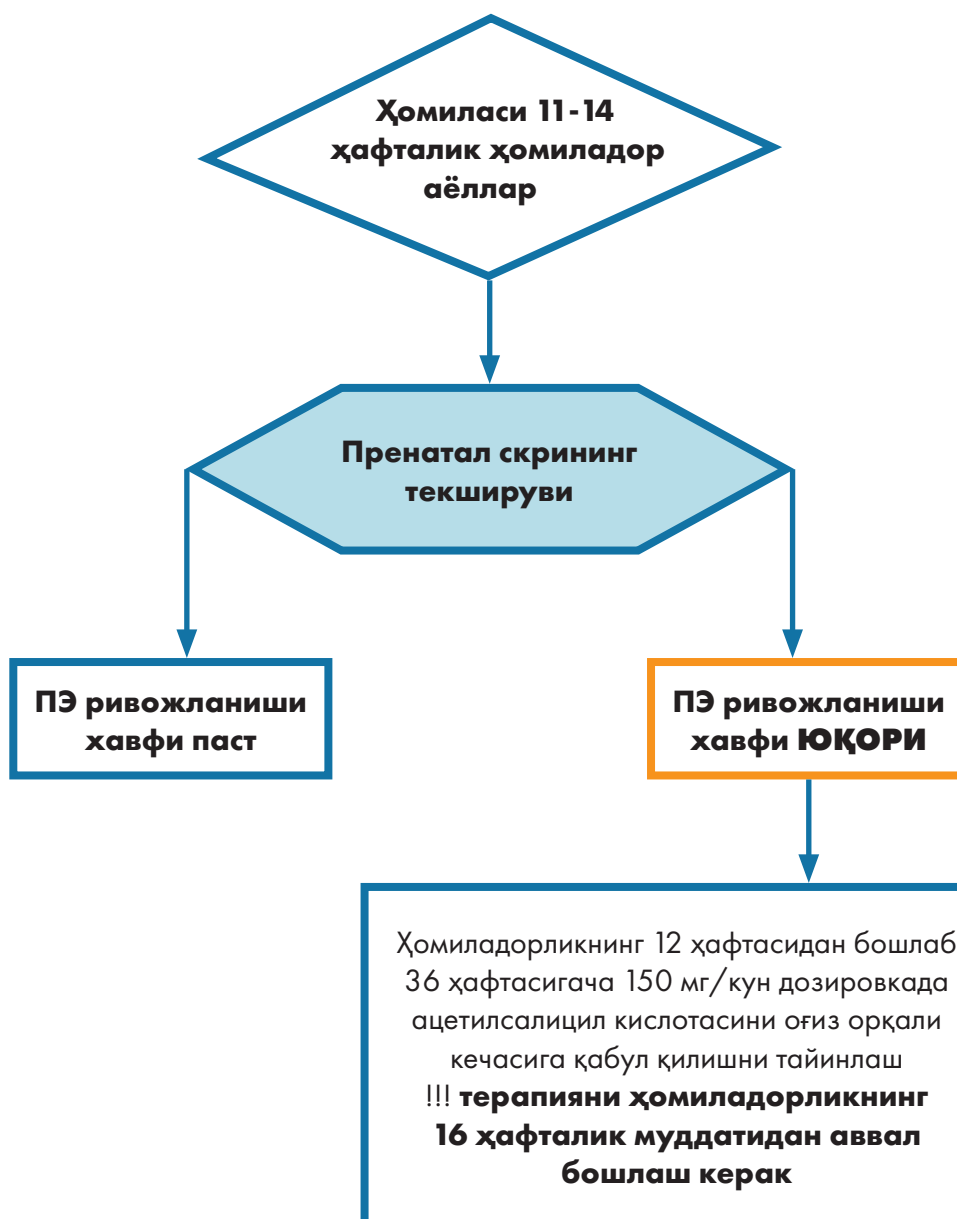 Ҳомиласи 11-14
ҳафталик ҳомиладор
аёллар
Пренатал скрининг
текшируви
ПЭ ривожланиши
хавфи паст
ПЭ ривожланиши
хавфи ЮҚОРИ
Ҳомиладорликнинг 12 ҳафтасидан бошлаб
36 ҳафтасигача 150 мг/кун дозировкада
ацетилсалицил кислотасини оғиз орқали
кечасига қабул қилишни тайинлаш
!!! терапияни ҳомиладорликнинг
16 ҳафталик муддатидан аввал
бошлаш керак